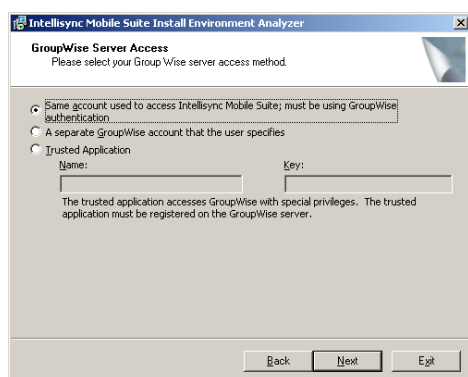 Intellisync Mobile Suite Install Environment Analyzer
GroupWise Server Access
Please select your Group Wise server access method.
Same account used to access Intellisync Mobile Suite; must be using GroupWise
authentication
A separate GroupWise account that the user specifies
Trusted Application
Name: Key:
The trusted application accesses GroupWise with special privileges. The trusted
application must be registered on the GroupWise server.
Back Next Exit